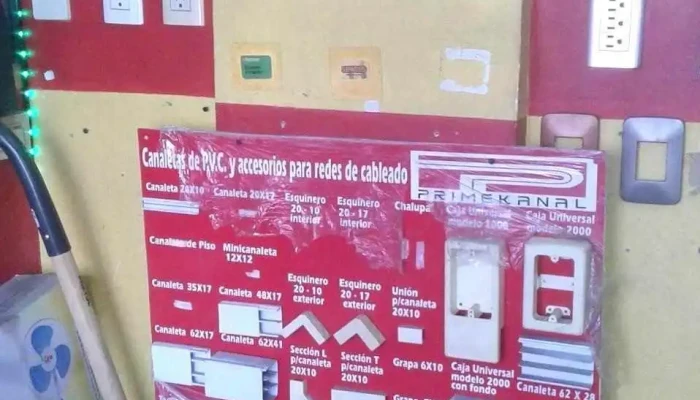 Canaletas de P.V.C. y accesorios para redes de cableado
PRIMEKANAL
Canaleta 20X10
Canaleta 20X17
Esquinero
20 - 10
interior
Esquinero
20 - 17
interior
Chalupa
Caja Universal
modelo 1000
Caja Universal
modelo 2000
Canaleta de Piso
Minicanaleta
12X12
Canaleta 35X17
Canaleta 48X17
Esquinero
20 - 10
exterior
Esquinero
20 - 17
exterior
Unión
p/canaleta
20X10
Canaleta 62X17
Canaleta 62X41
Sección L
p/canaleta
20X10
Sección T
p/canaleta
20X10
Grapa 6X10
Caja Universal
modelo 2000
con fondo
Canaleta 62 X 28